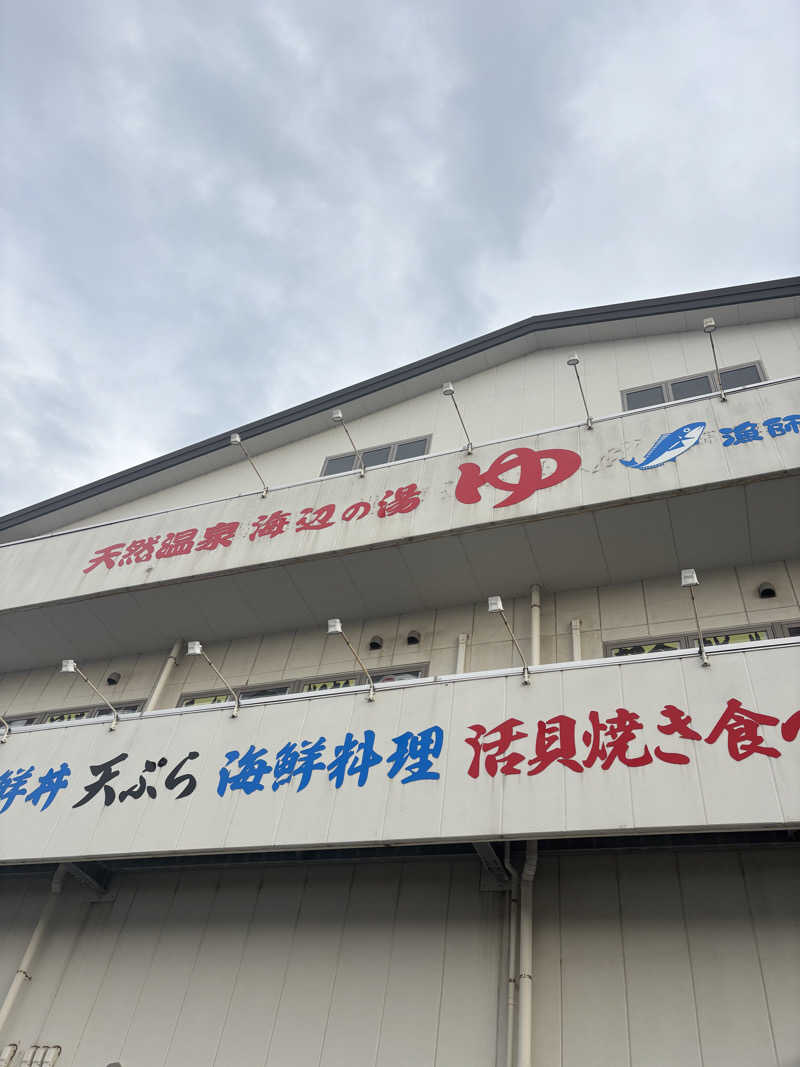 天然温泉 海辺の湯 ゆ 漁師
鮮丼 天ぷら 海鮮料理 活貝焼き食べ